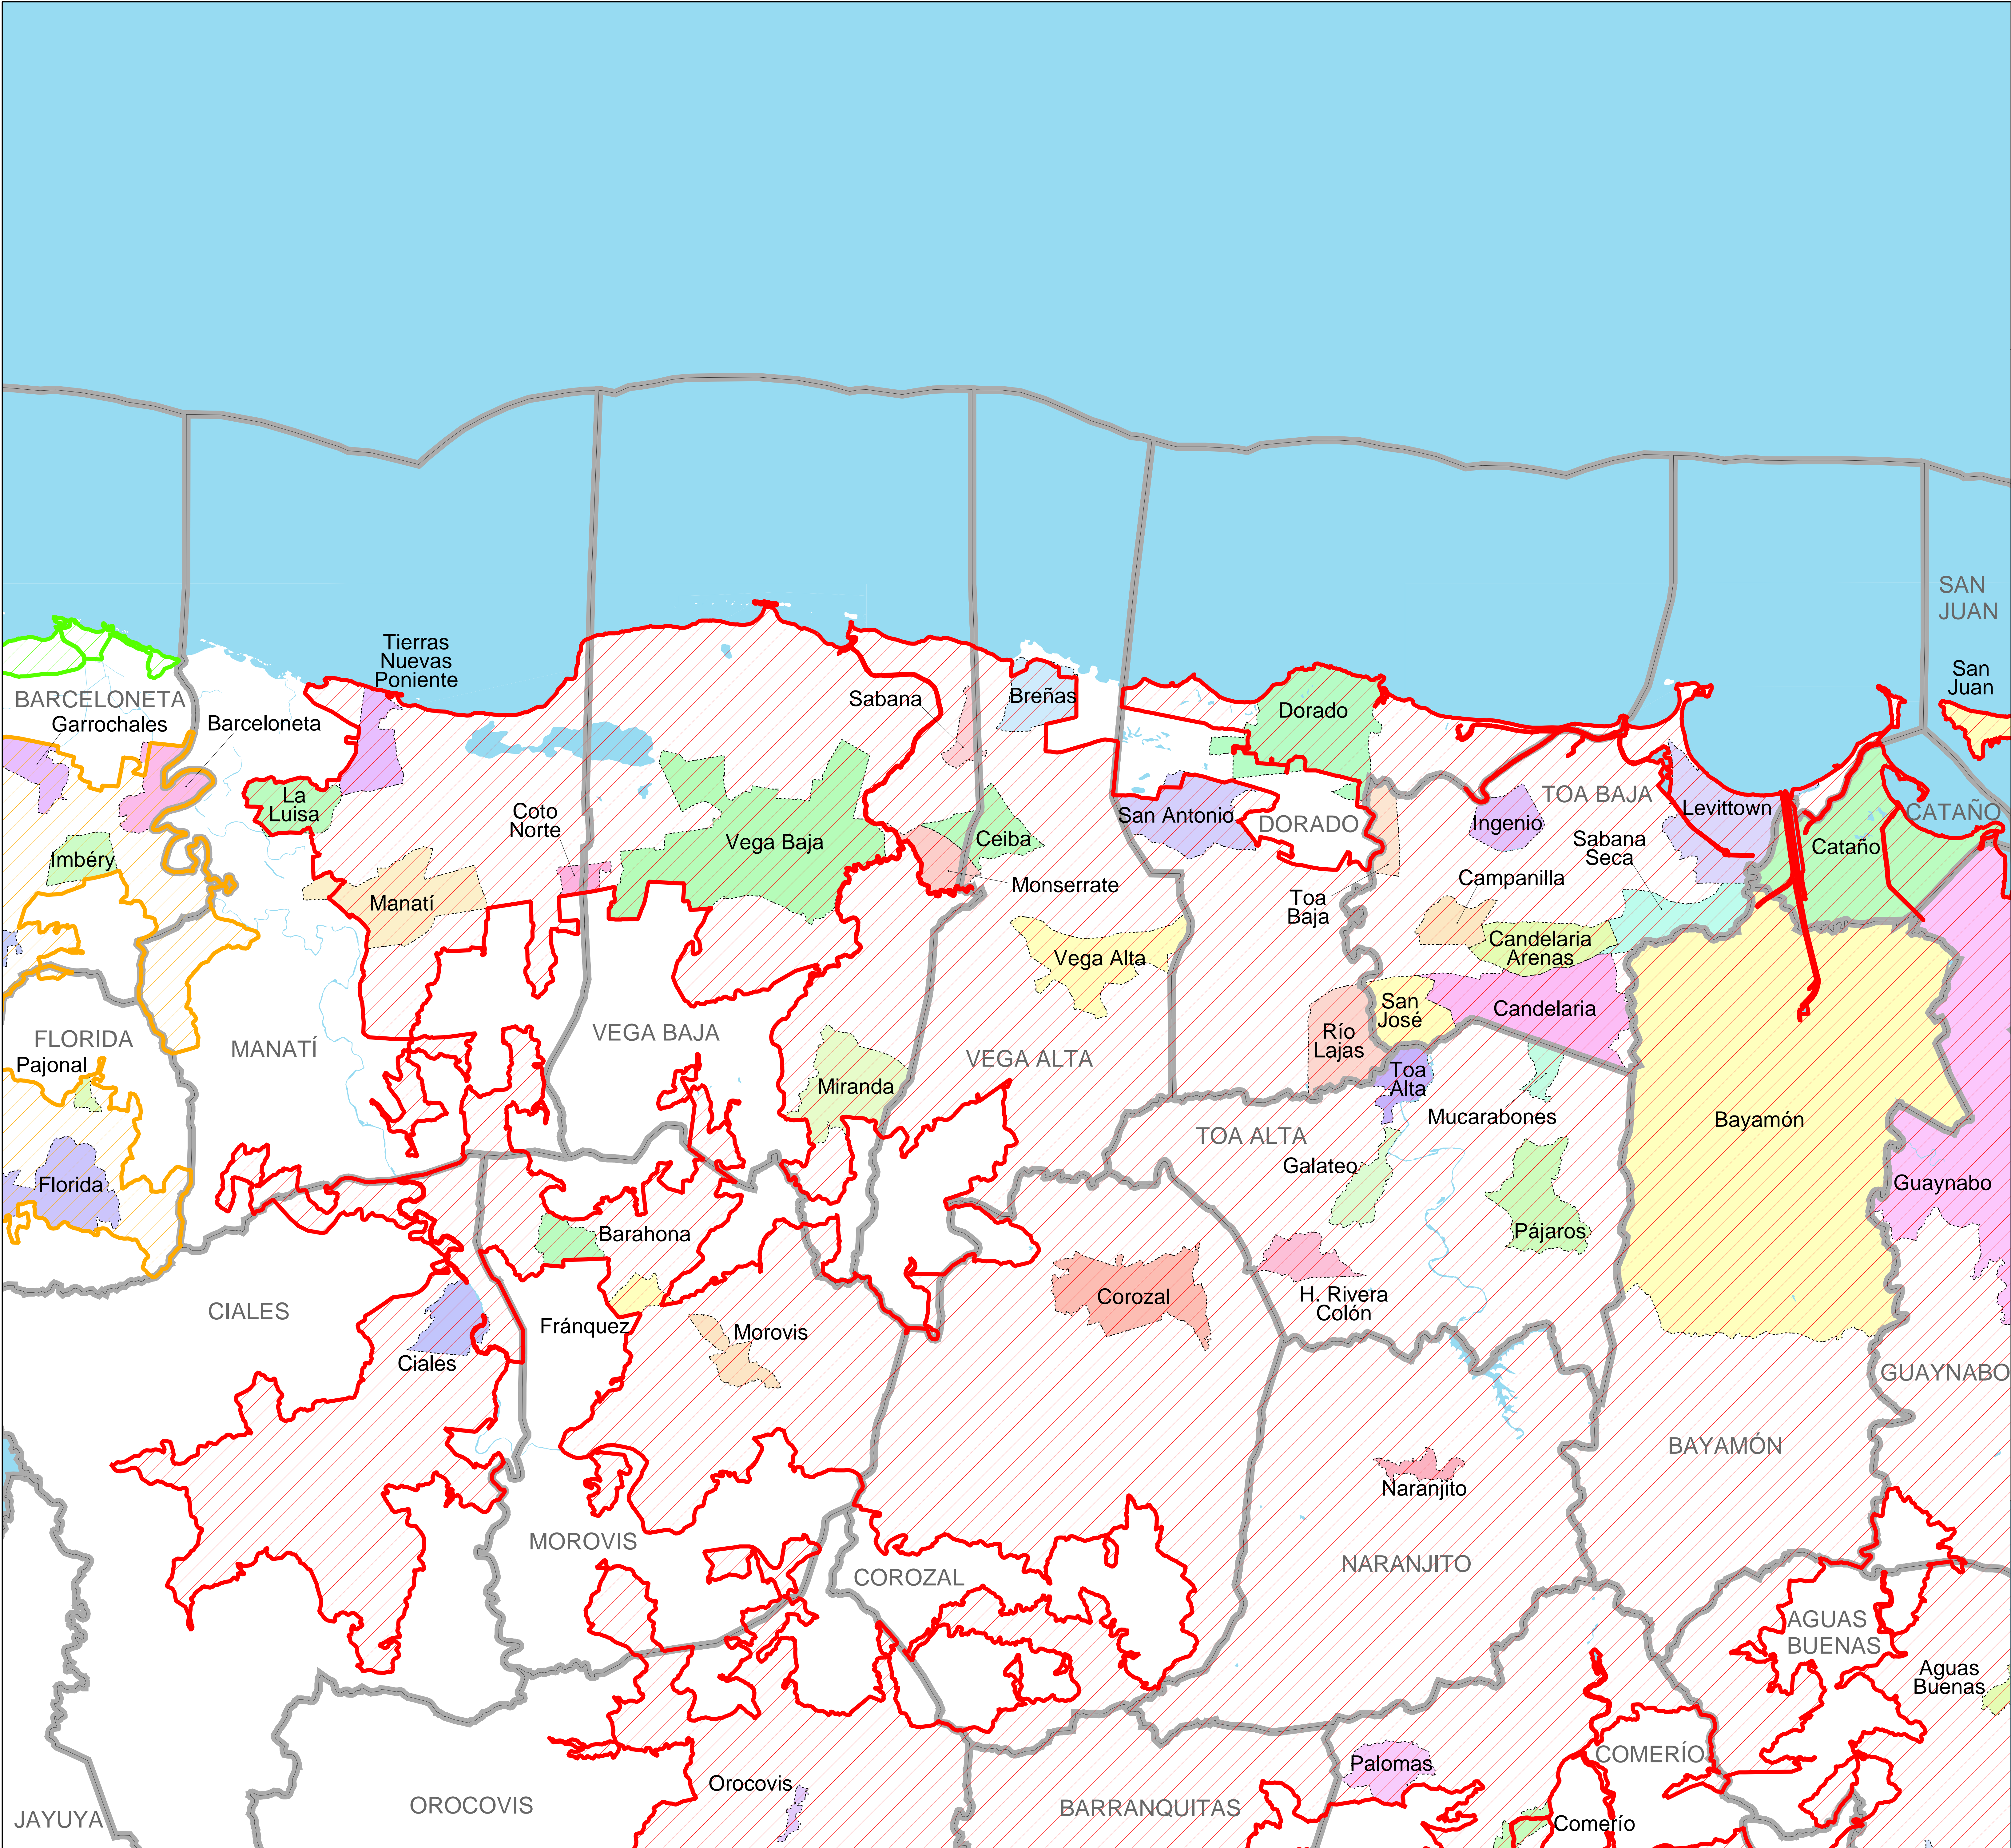 SAN
JUAN
San
Juan
Tierras
Nuevas
Poniente
BARCELONETA
Garrochales
Barceloneta
Sabana
Breñas
Dorado
La
Luisa
Coto
Norte
Vega Baja
Ceiba
San Antonio
DORADO
TOA BAJA
Ingenio
Levittown
CATAÑO
Cataño
Sabana
Seca
Imbéry
Manatí
Monserrate
Toa
Baja
Campanilla
Candelaria
Arenas
Vega Alta
San
José
Candelaria
FLORIDA
Pajonal
MANATÍ
VEGA BAJA
VEGA ALTA
Río
Lajas
Toa
Alta
Miranda
Mucarabones
Bayamón
TOA ALTA
Galateo
Florida
Guaynabo
Barahona
Pájaros
CIALES
Corozal
H. Rivera
Colón
Fránquez
Morovis
Ciales
GUAYNABO
BAYAMÓN
Naranjito
MOROVIS
COROZAL
NARANJITO
AGUAS
BUENAS
Aguas
Buenas
COMERÍO
Palomas
Orocovis
OROCOVIS
BARRANQUITAS
JAYUYA
Comerío